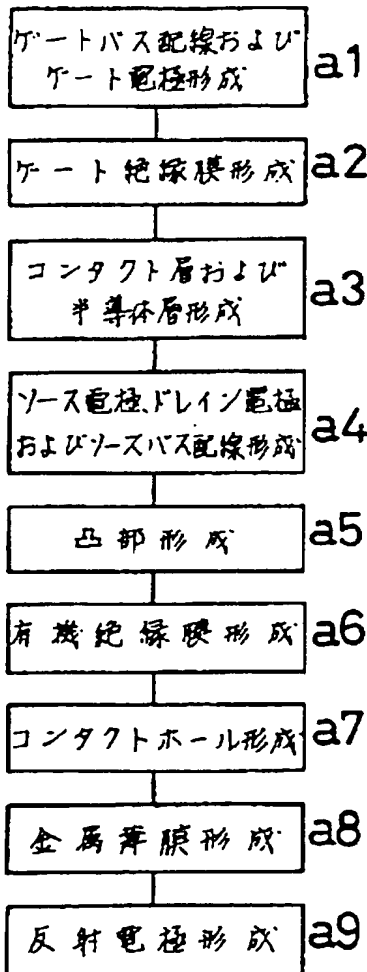 ゲートバス配線および
ゲート電極形成
a1
ゲート絶縁膜形成
a2
コンタクト層および
半導体層形成
a3
ソース電極、ドレイン電極
およびソースバス配線形成
a4
凸部形成
a5
有機絶縁膜形成
a6
コンタクトホール形成
a7
金属薄膜形成
a8
反射電極形成
a9